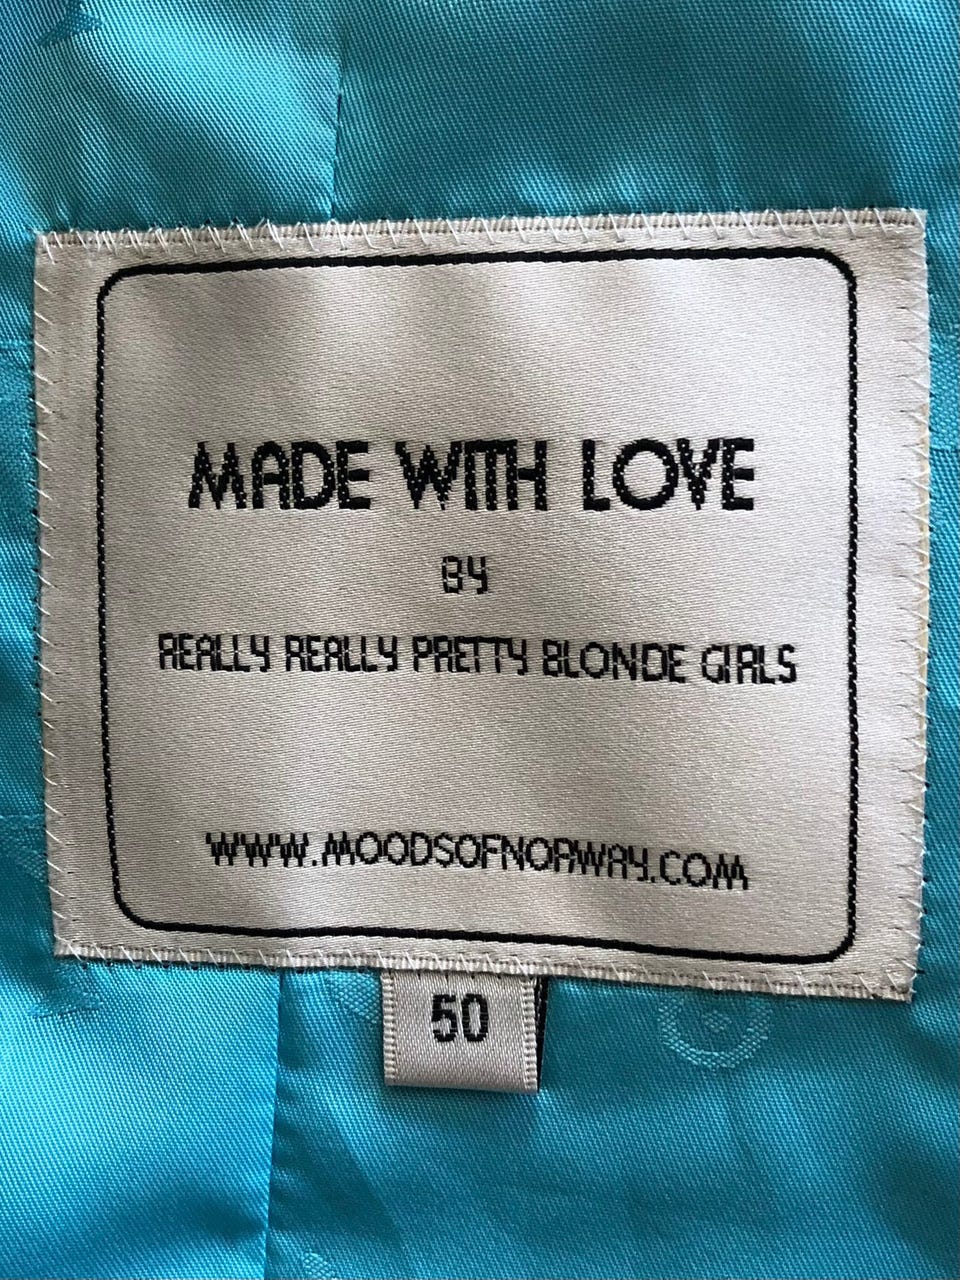 MADE WITH LOVE
BY
REALLY REALLY PRETTY BLONDE GIRLS
WWW.MOODSOFNORWAY.COM
50